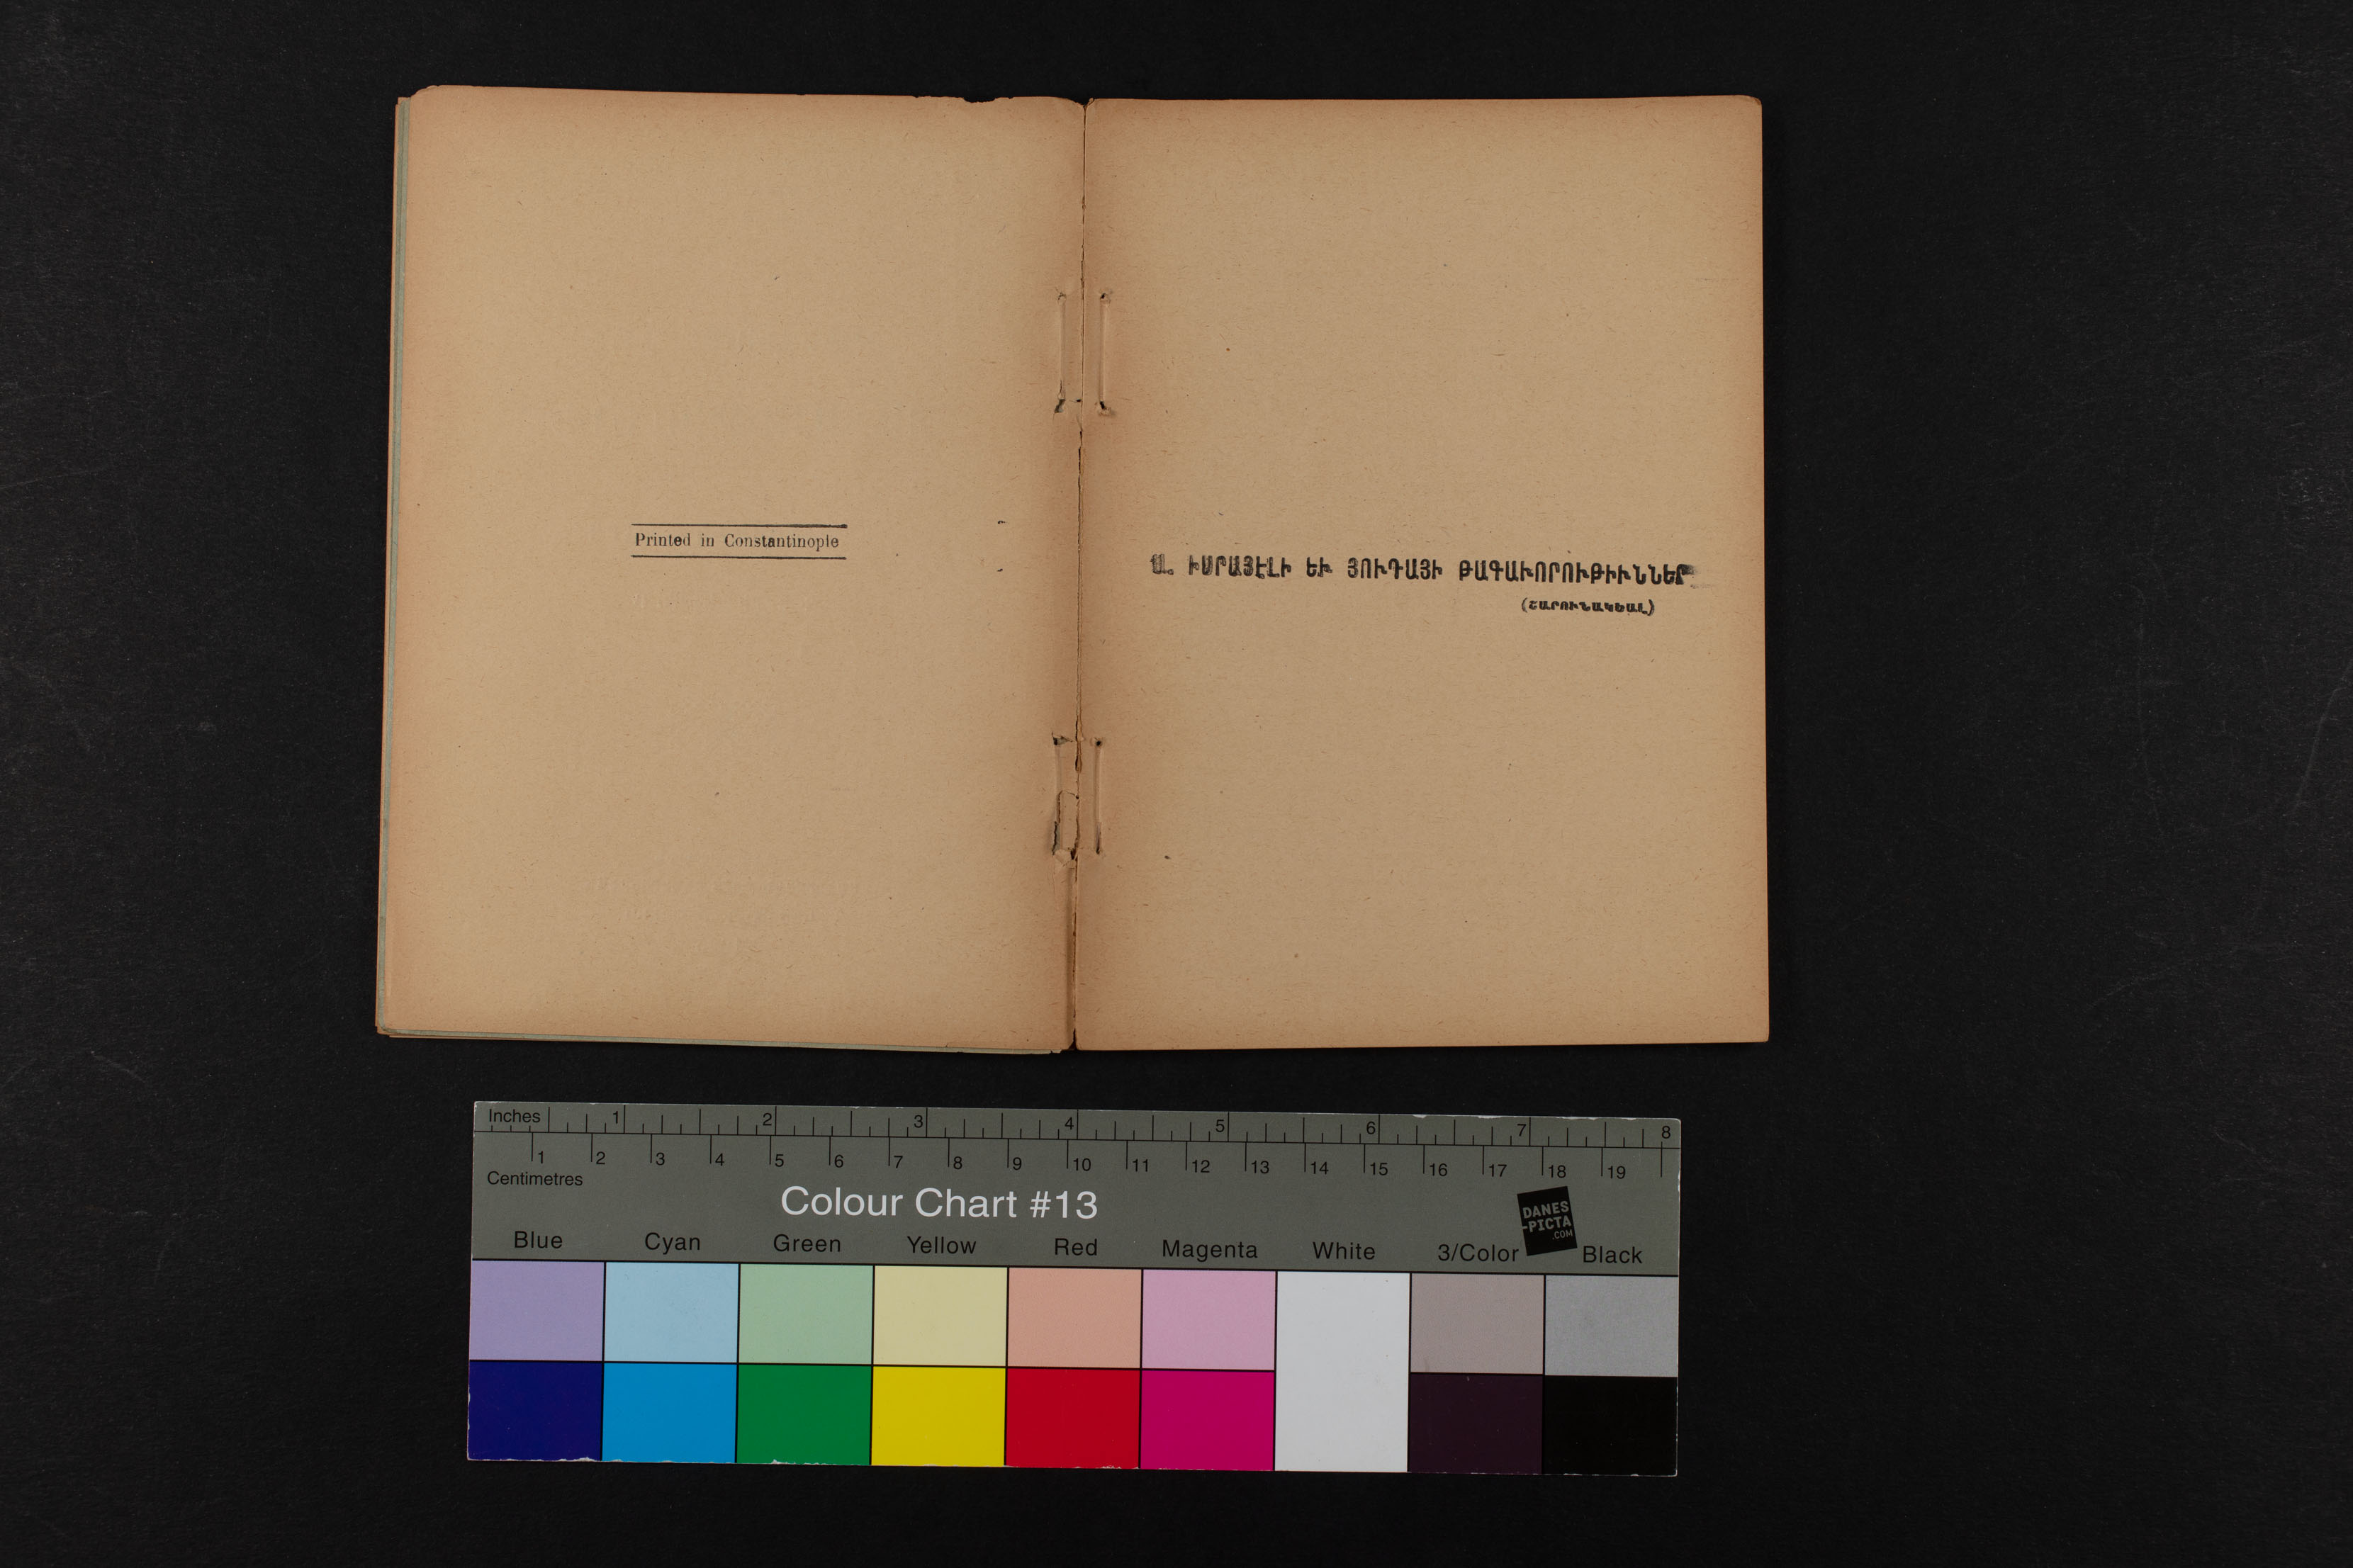 Printed in Constantinople
Ա. ԻՍՐԱՅԷԼԻ ԵՒ ՅՈՒԴԱՅԻ ԹԱԳԱՒՈՐՈՒԹԻՒՆՆԵՐ
(ՇԱՐՈՒՆԱԿԵԱԼ)
Inches 1 2 3 4 5 6 7 8
1 2 3 4 5 6 7 8 9 10 11 12 13 14 15 16 17 18 19
Centimetres
Colour Chart #13
DANES
-PICTA
.COM
Blue Cyan Green Yellow Red Magenta White 3/Color Black